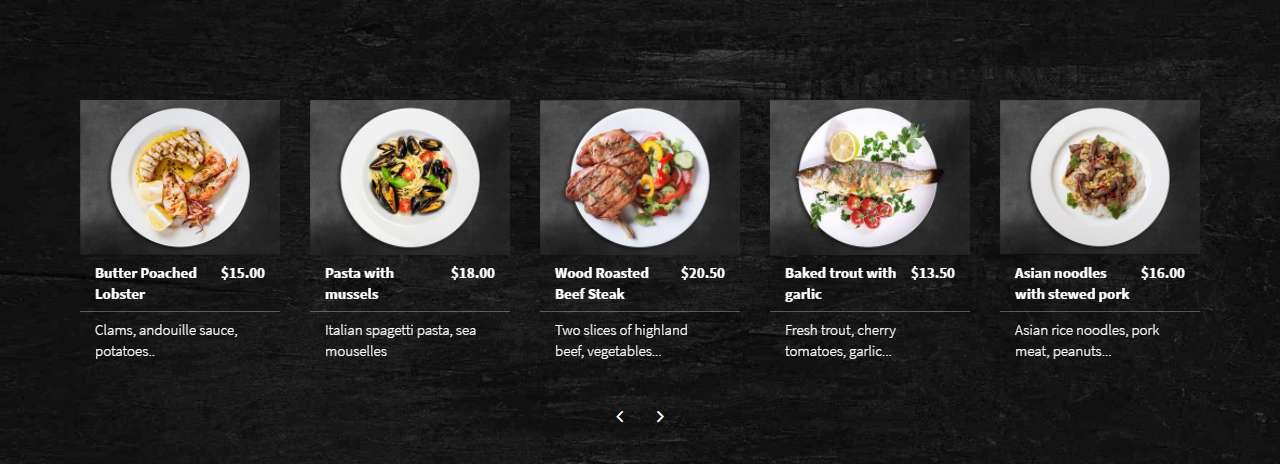 Butter Poached $15.00
Lobster
Clams, andouille sauce,
potatoes..
Pasta with $18.00
mussels
Italian spagetti pasta, sea
mouselles
Wood Roasted $20.50
Beef Steak
Two slices of highland
beef, vegetables...
Baked trout with $13.50
garlic
Fresh trout, cherry
tomatoes, garlic...
Asian noodles $16.00
with stewed pork
Asian rice noodles, pork
meat, peanuts...